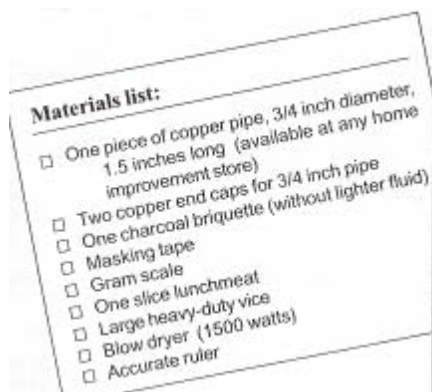 Materials list:
One piece of copper pipe, 3/4 inch diameter,
1.5 inches long (available at any home
improvement store)
Two copper end caps for 3/4 inch pipe
One charcoal briquette (without lighter fluid)
Masking tape
Gram scale
One slice lunchmeat
Large heavy-duty vice
Blow dryer (1500 watts)
Accurate ruler